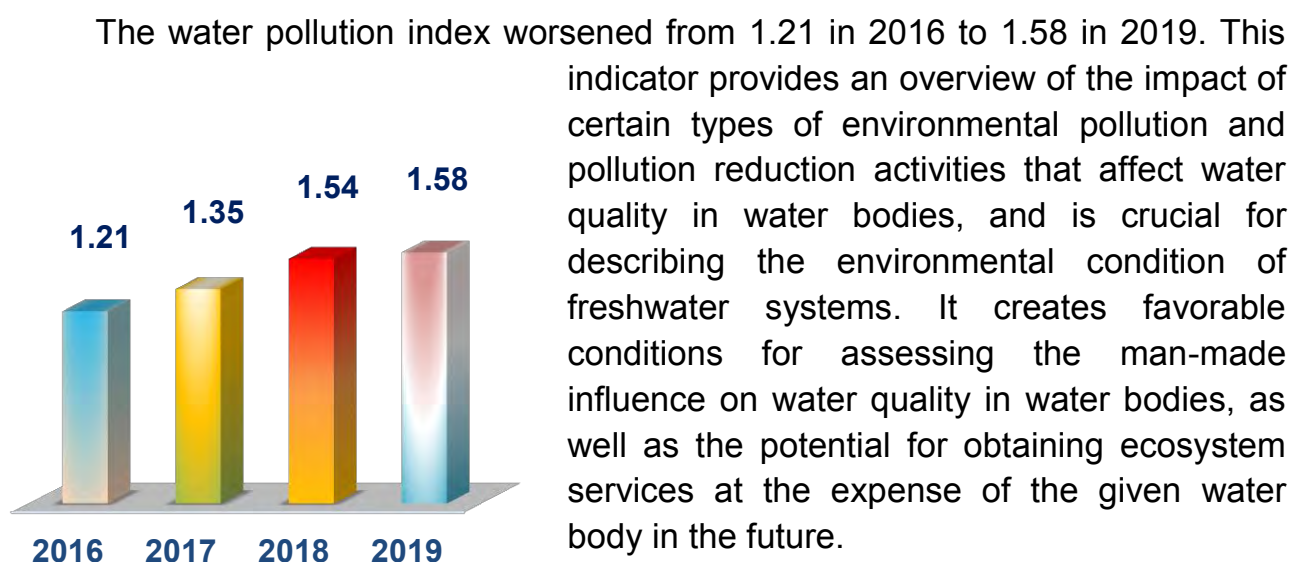 The water pollution index worsened from 1.21 in 2016 to 1.58 in 2019. This
indicator provides an overview of the impact of
certain types of environmental pollution and
pollution reduction activities that affect water
quality in water bodies, and is crucial for
describing the environmental condition of
freshwater systems. It creates favorable
conditions for assessing the man-made
influence on water quality in water bodies, as
well as the potential for obtaining ecosystem
services at the expense of the given water
body in the future.
1.21
1.35
1.54
1.58
2016 2017 2018 2019